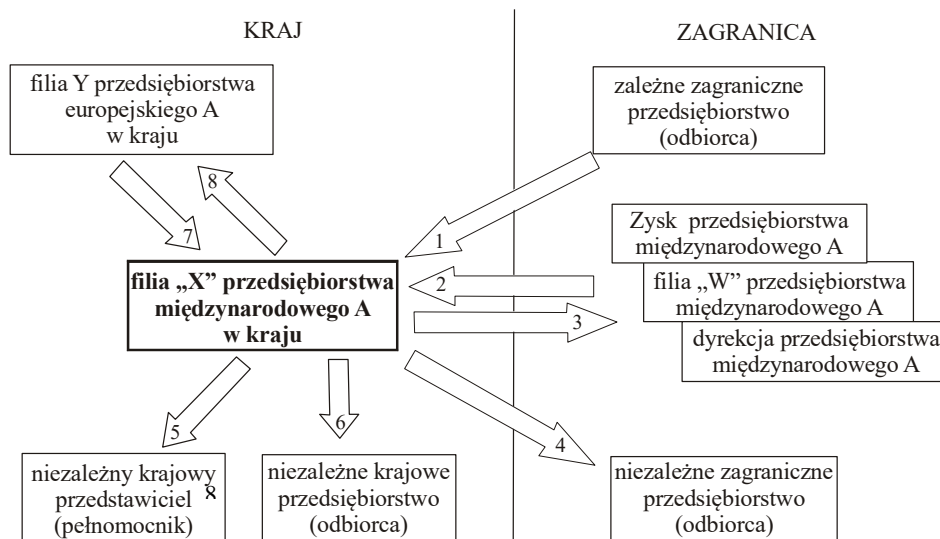 KRAJ
ZAGRANICA
filia Y przedsiębiorstwa
europejskiego A
w kraju
zależne zagraniczne
przedsiębiorstwo
(odbiorca)
8
7
1
Zysk przedsiębiorstwa
międzynarodowego A
filia „X” przedsiębiorstwa
międzynarodowego A
w kraju
2
filia „W” przedsiębiorstwa
międzynarodowego A
3
dyrekcja przedsiębiorstwa
międzynarodowego A
5
6
4
niezależny krajowy
przedstawiciel 8
(pełnomocnik)
niezależne krajowe
przedsiębiorstwo
(odbiorca)
niezależne zagraniczne
przedsiębiorstwo
(odbiorca)